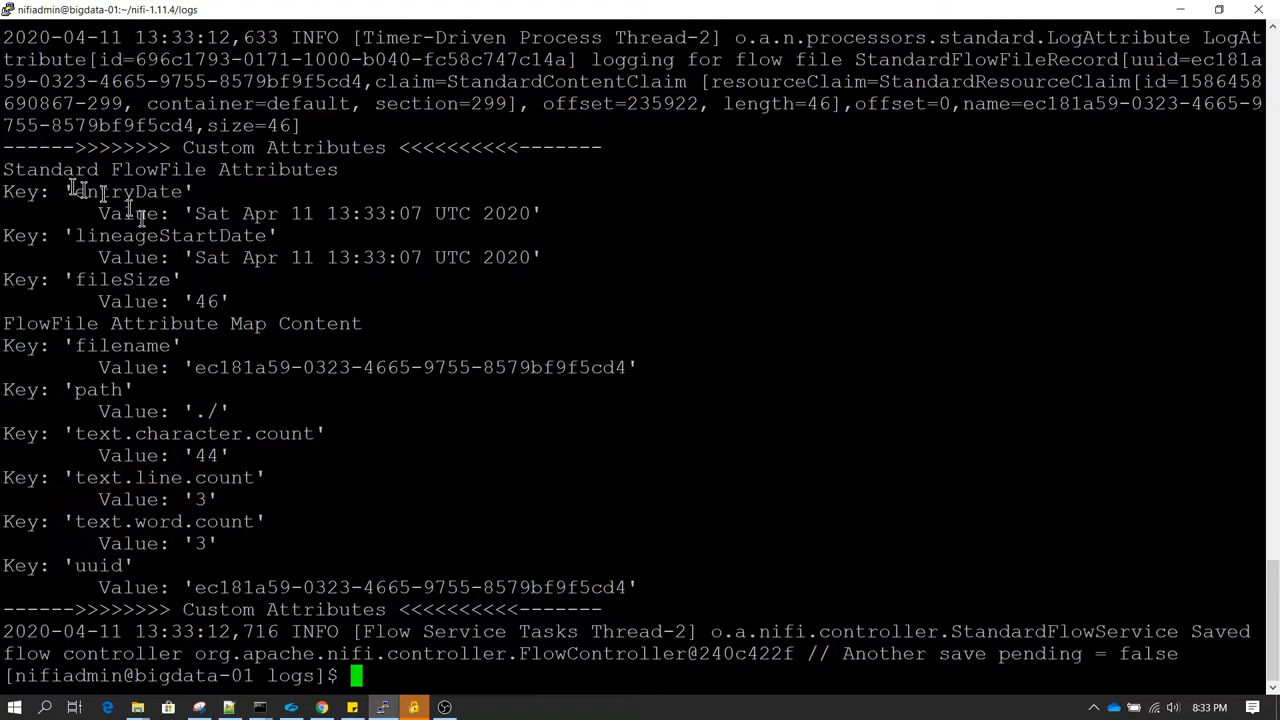 nifiadmin@bigdata-01:~/nifi-1.11.4/logs
2020-04-11 13:33:12,633 INFO [Timer-Driven Process Thread-2] o.a.n.processors.standard.LogAttribute LogAt
tribute[id=696c1793-0171-1000-b040-fc58c747c14a] logging for flow file StandardFlowFileRecord[uuid=ec181a
59-0323-4665-9755-8579bf9f5cd4,claim=StandardContentClaim [resourceClaim=StandardResourceClaim[id=1586458
690867-299, container=default, section=299], offset=235922, length=46],offset=0,name=ec181a59-0323-4665-9
755-8579bf9f5cd4,size=46]
------>>>>>>>> Custom Attributes <<<<<<<<<<-------
Standard FlowFile Attributes
Key: 'entryDate'
Value: 'Sat Apr 11 13:33:07 UTC 2020'
Key: 'lineageStartDate'
Value: 'Sat Apr 11 13:33:07 UTC 2020'
Key: 'fileSize'
Value: '46'
FlowFile Attribute Map Content
Key: 'filename'
Value: 'ec181a59-0323-4665-9755-8579bf9f5cd4'
Key: 'path'
Value: './'
Key: 'text.character.count'
Value: '44'
Key: 'text.line.count'
Value: '3'
Key: 'text.word.count'
Value: '3'
Key: 'uuid'
Value: 'ec181a59-0323-4665-9755-8579bf9f5cd4'
------>>>>>>>> Custom Attributes <<<<<<<<<<-------
2020-04-11 13:33:12,716 INFO [Flow Service Tasks Thread-2] o.a.nifi.controller.StandardFlowService Saved
flow controller org.apache.nifi.controller.FlowController@240c422f // Another save pending = false
[nifiadmin@bigdata-01 logs]$
8:33 PM